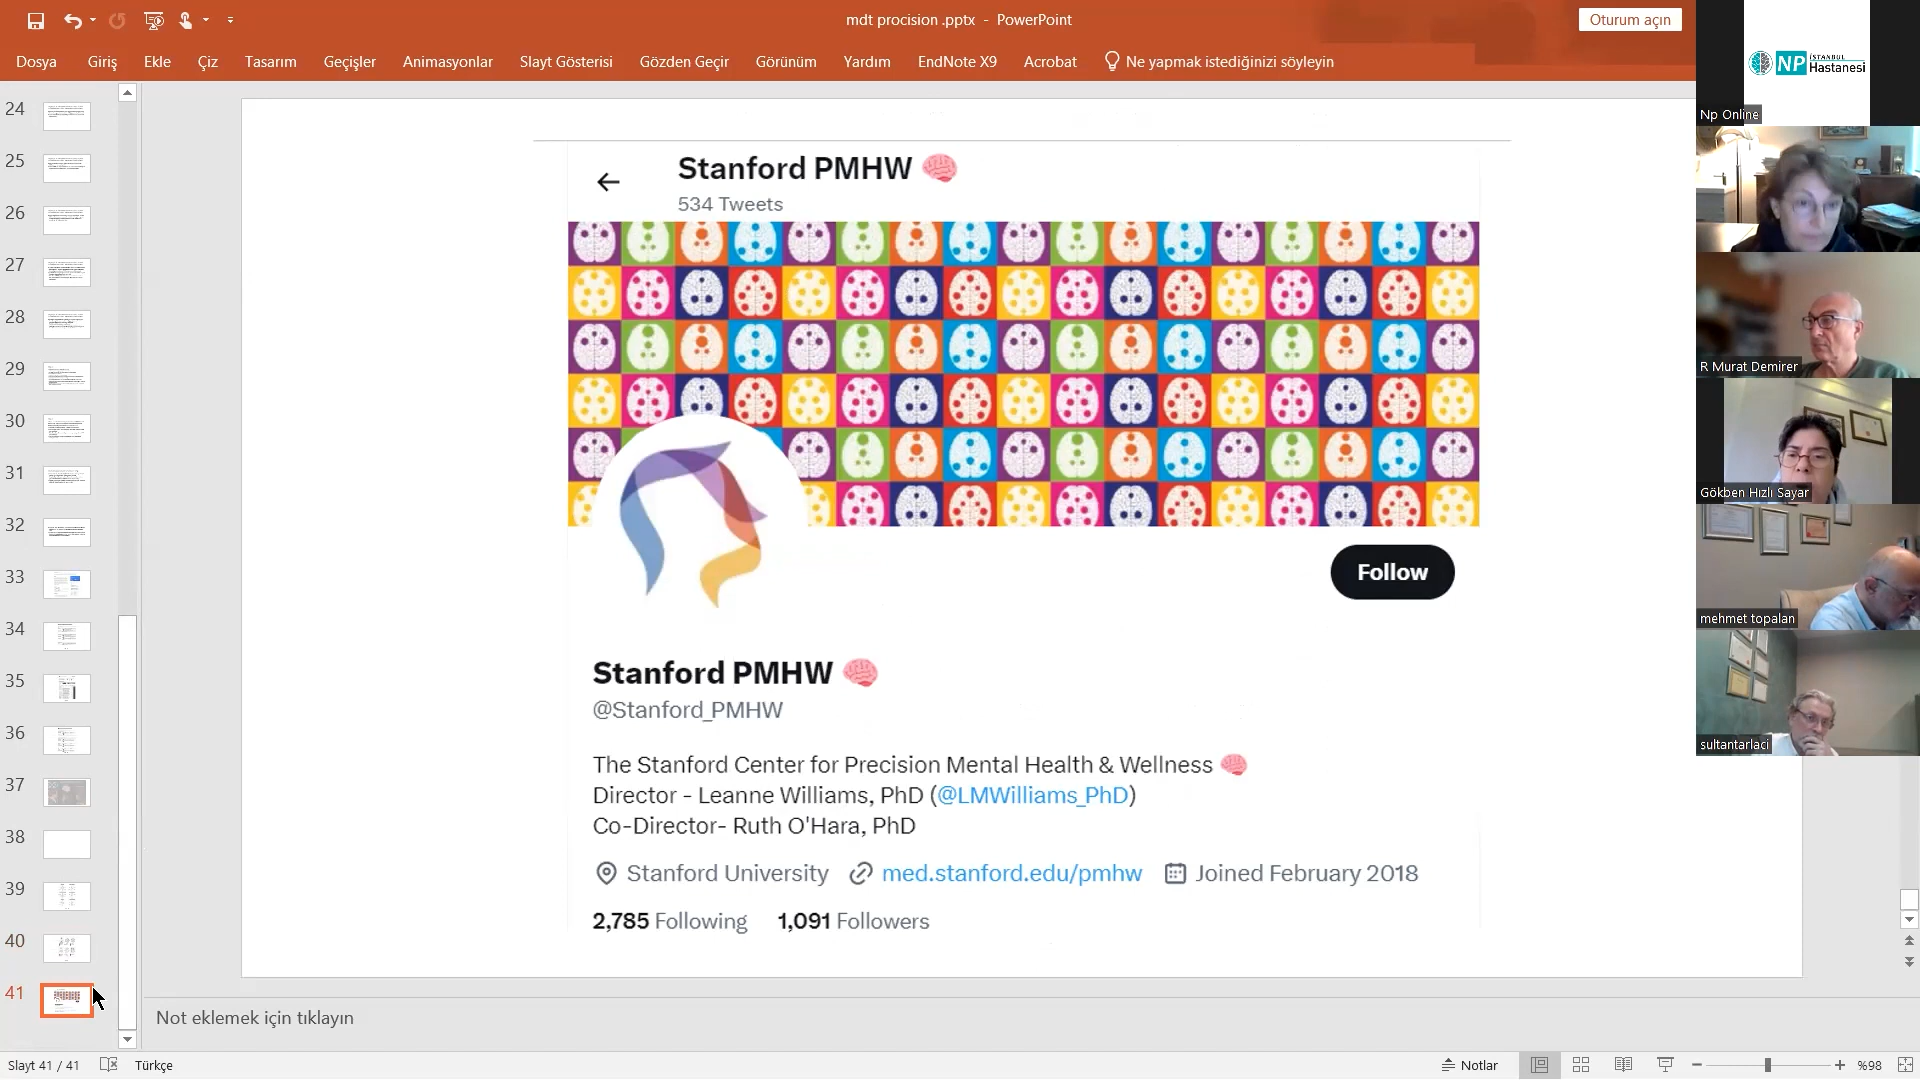 mdt procision .pptx - PowerPoint
Oturum açın
Dosya Giriş Ekle Çiz Tasarım Geçişler Animasyonlar Slayt Gösterisi Gözden Geçir Görünüm Yardım EndNote X9 Acrobat Ne yapmak istediğinizi söyleyin
24
25
26
27
28
29
30
31
32
33
34
35
36
37
38
39
40
41
Stanford PMHW
534 Tweets
Follow
Stanford PMHW
@Stanford_PMHW
The Stanford Center for Precision Mental Health & Wellness
Director - Leanne Williams, PhD (@LMWilliams_PhD)
Co-Director- Ruth O'Hara, PhD
Stanford University med.stanford.edu/pmhw Joined February 2018
2,785 Following 1,091 Followers
Not eklemek için tıklayın
Slayt 41 / 41 Türkçe Notlar %98
NP İSTANBUL Hastanesi
Np Online
R Murat Demirer
Gökben Hızlı Sayar
mehmet topalan
sultantarlaci